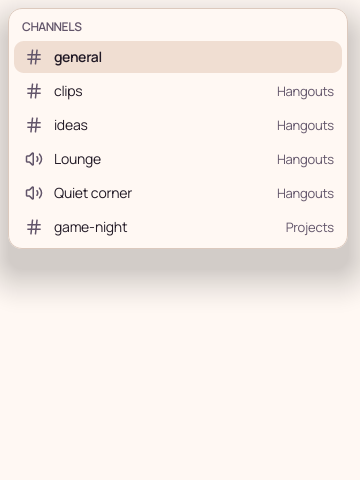 CHANNELS
general
clips Hangouts
ideas Hangouts
Lounge Hangouts
Quiet corner Hangouts
game-night Projects